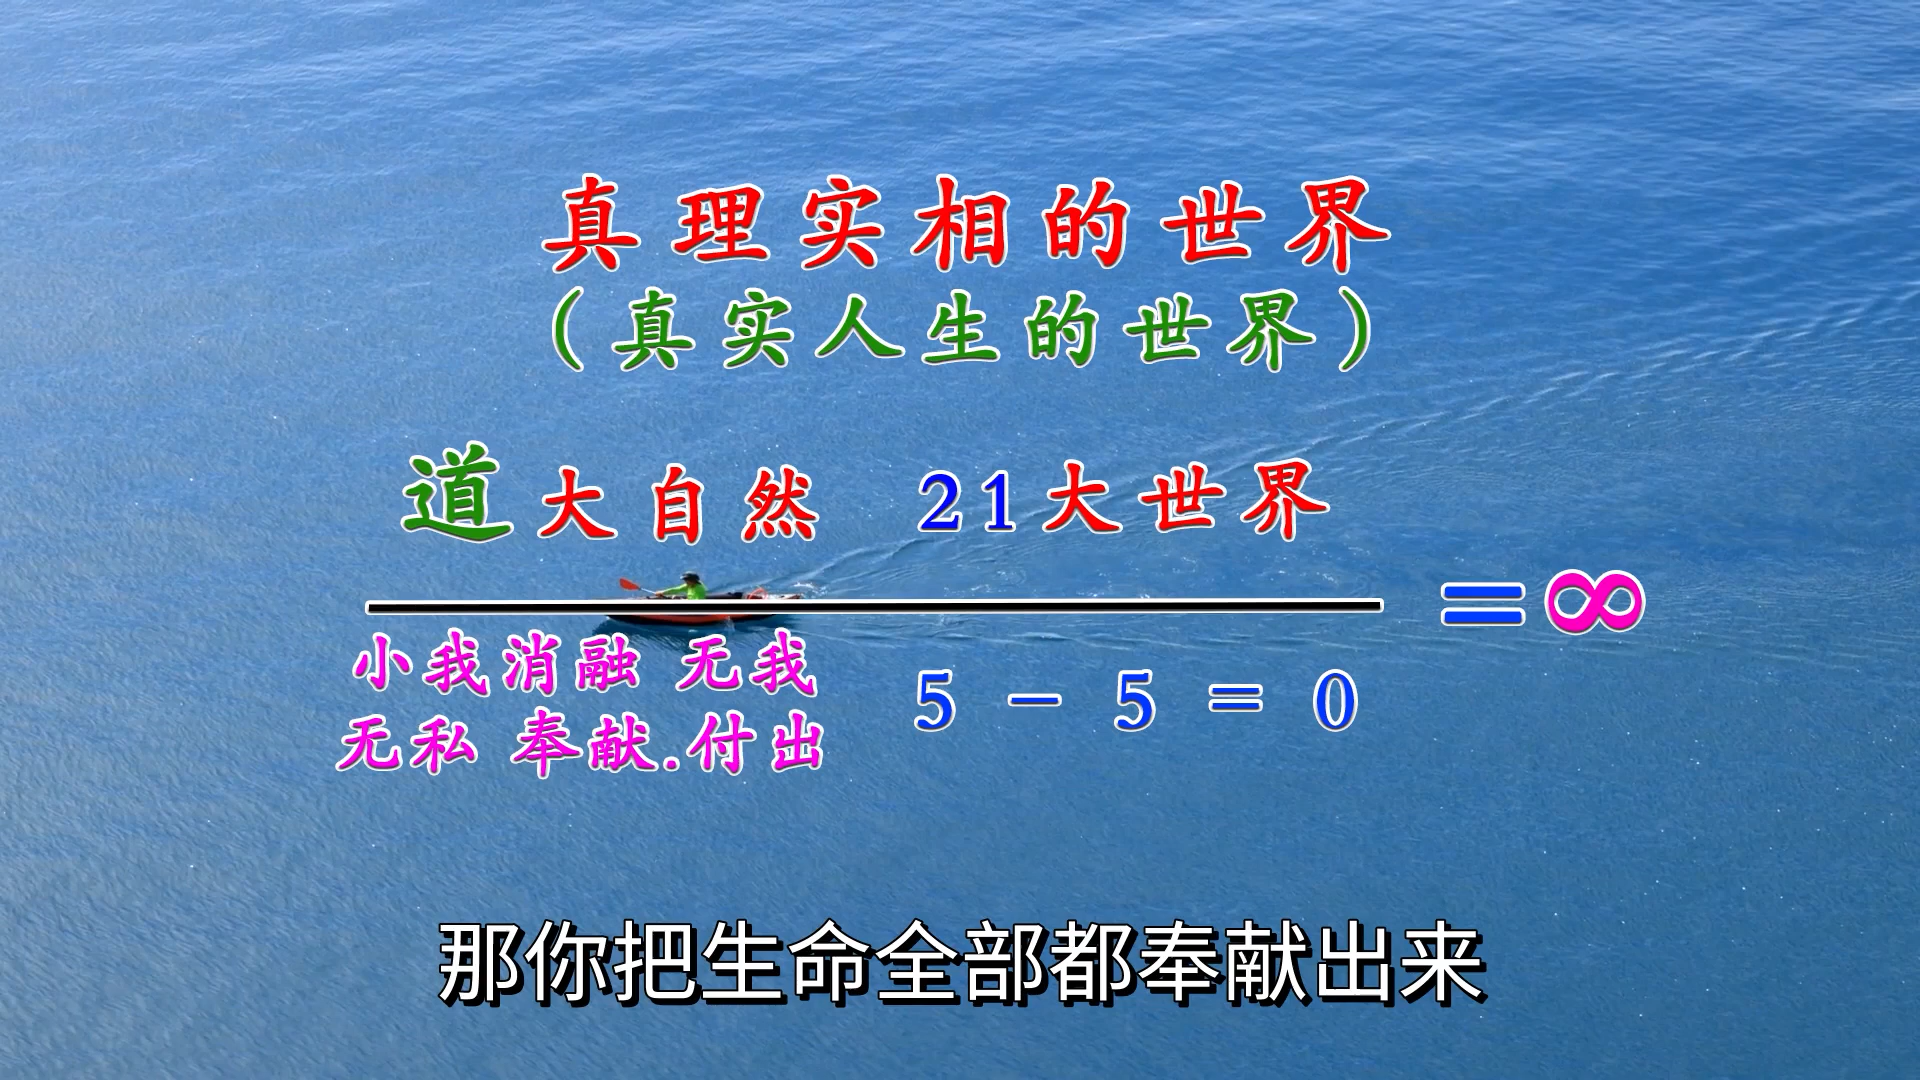 真理实相的世界
(真实人生的世界)
道大自然 21大世界
小我消融 无我
无私 奉献.付出
5 - 5 = 0
=∞
那你把生命全部都奉献出来